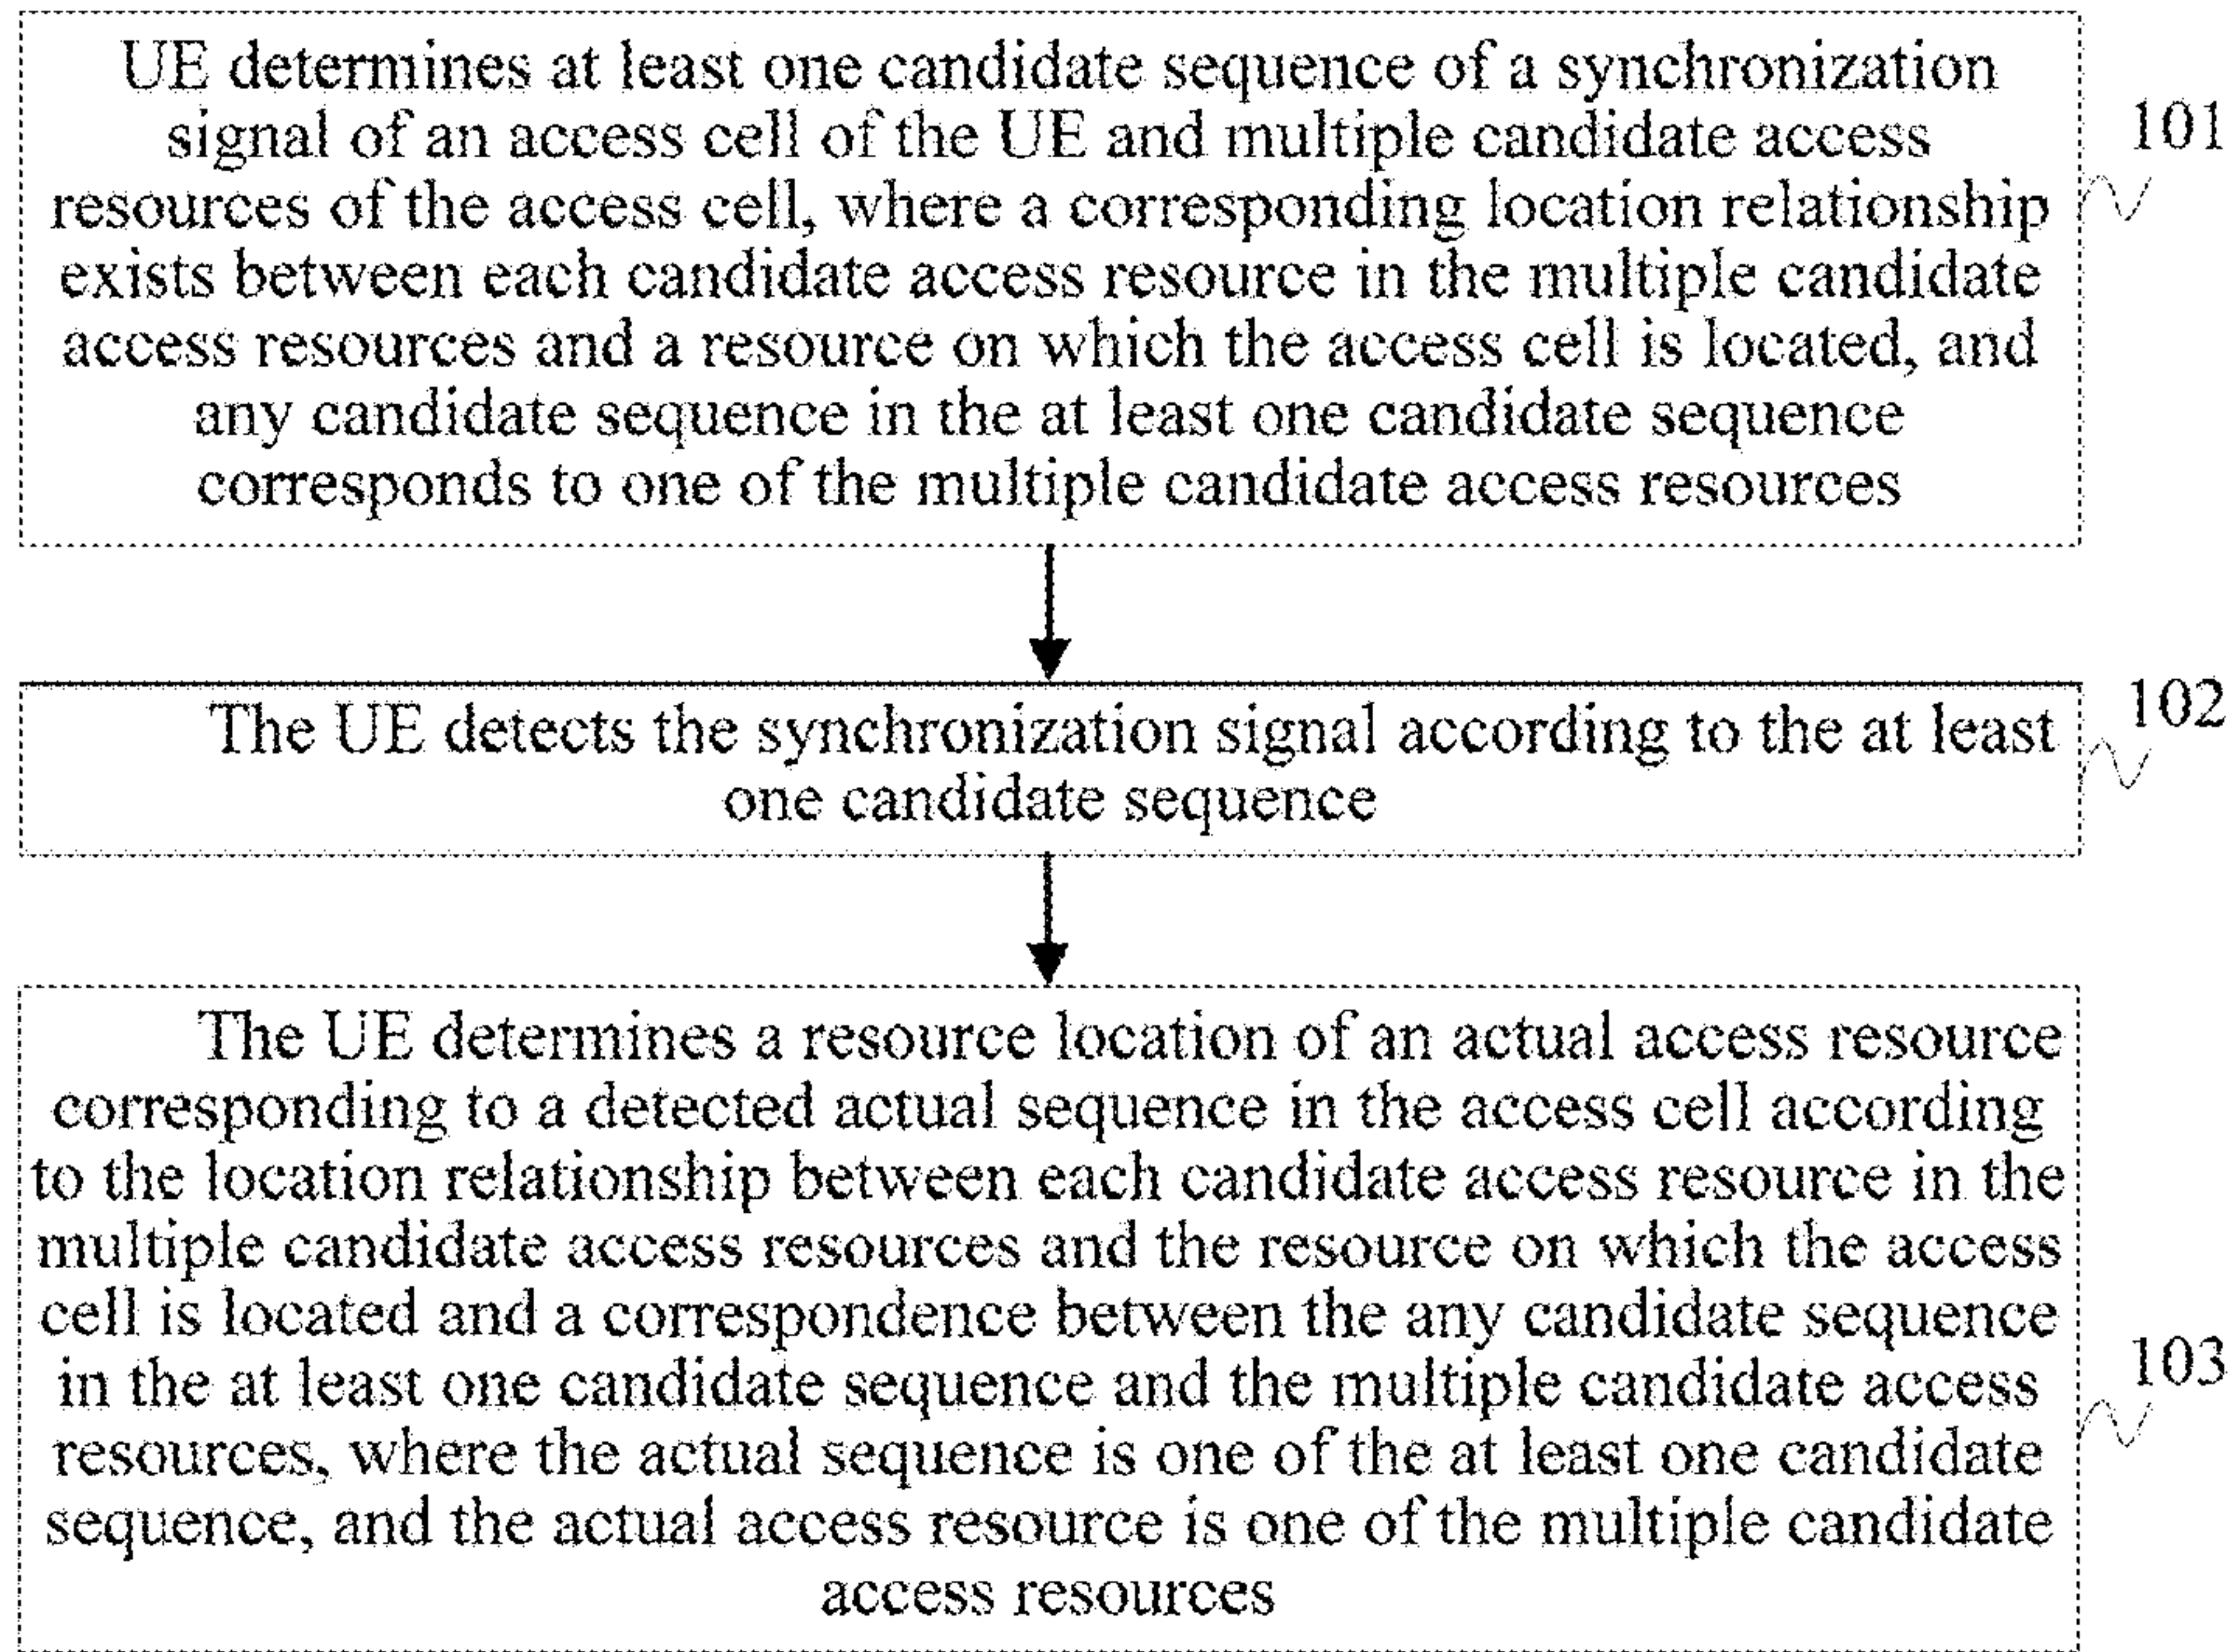 UE determines at least one candidate sequence of a synchronization
signal of an access cell of the UE and multiple candidate access
resources of the access cell, where a corresponding location relationship
exists between each candidate access resource in the multiple candidate
access resources and a resource on which the access cell is located, and
any candidate sequence in the at least one candidate sequence
corresponds to one of the multiple candidate access resources
101
The UE detects the synchronization signal according to the at least
one candidate sequence
102
The UE determines a resource location of an actual access resource
corresponding to a detected actual sequence in the access cell according
to the location relationship between each candidate access resource in the
multiple candidate access resources and the resource on which the access
cell is located and a correspondence between the any candidate sequence
in the at least one candidate sequence and the multiple candidate access
resources, where the actual sequence is one of the at least one candidate
sequence, and the actual access resource is one of the multiple candidate
access resources
103